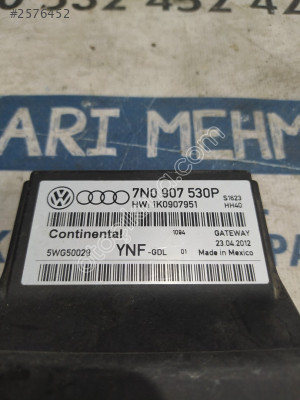 #2576452
ARI MERK
7N0 907 530P
HW: 1K0907951
S1623
HH40
Continental
1094
GATEWAY
23.04.2012
5WG50029
YNF-GDL
01
Made in Mexico